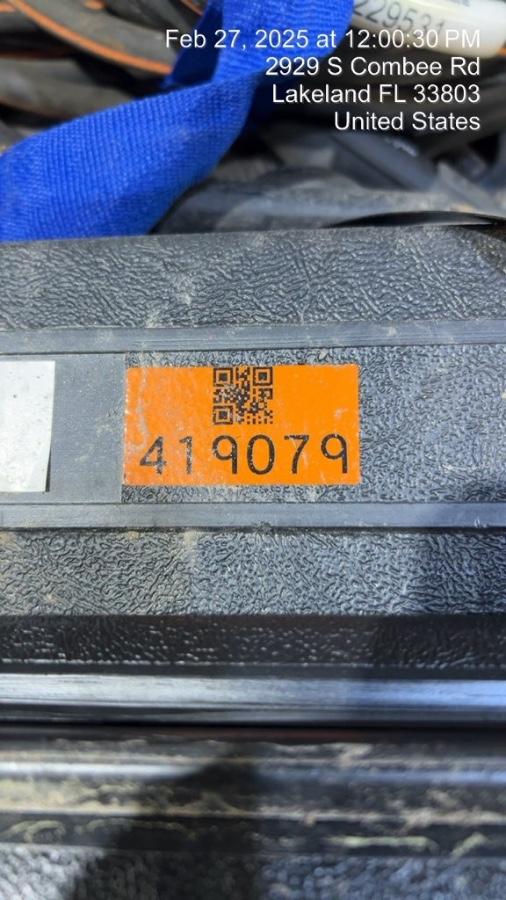 Feb 27, 2025 at 12:00:30 PM
2929 S Combee Rd
Lakeland FL 33803
United States
419079